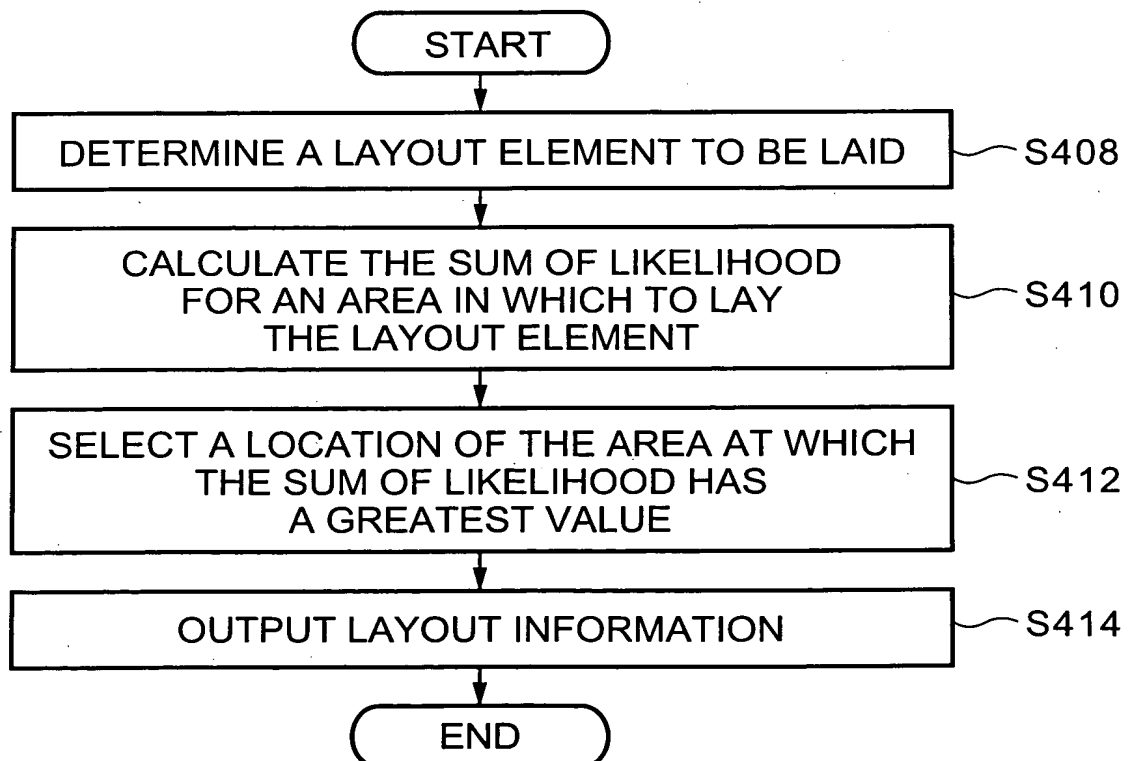 START
DETERMINE A LAYOUT ELEMENT TO BE LAID
S408
CALCULATE THE SUM OF LIKELIHOOD
FOR AN AREA IN WHICH TO LAY
THE LAYOUT ELEMENT
S410
SELECT A LOCATION OF THE AREA AT WHICH
THE SUM OF LIKELIHOOD HAS
A GREATEST VALUE
S412
OUTPUT LAYOUT INFORMATION
S414
END